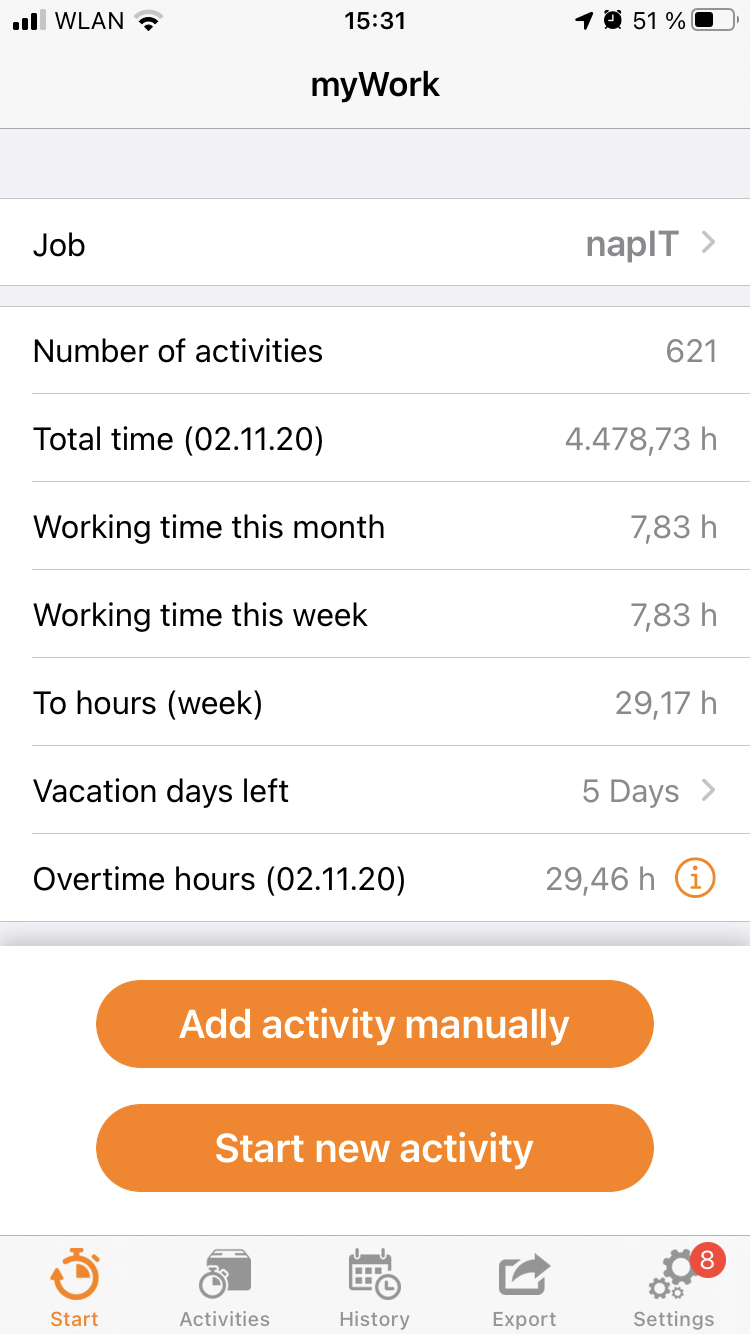 WLAN 15:31 51 %
myWork
Job napIT
Number of activities 621
Total time (02.11.20) 4.478,73 h
Working time this month 7,83 h
Working time this week 7,83 h
To hours (week) 29,17 h
Vacation days left 5 Days
Overtime hours (02.11.20) 29,46 h
Add activity manually
Start new activity
8
Start Activities History Export Settings